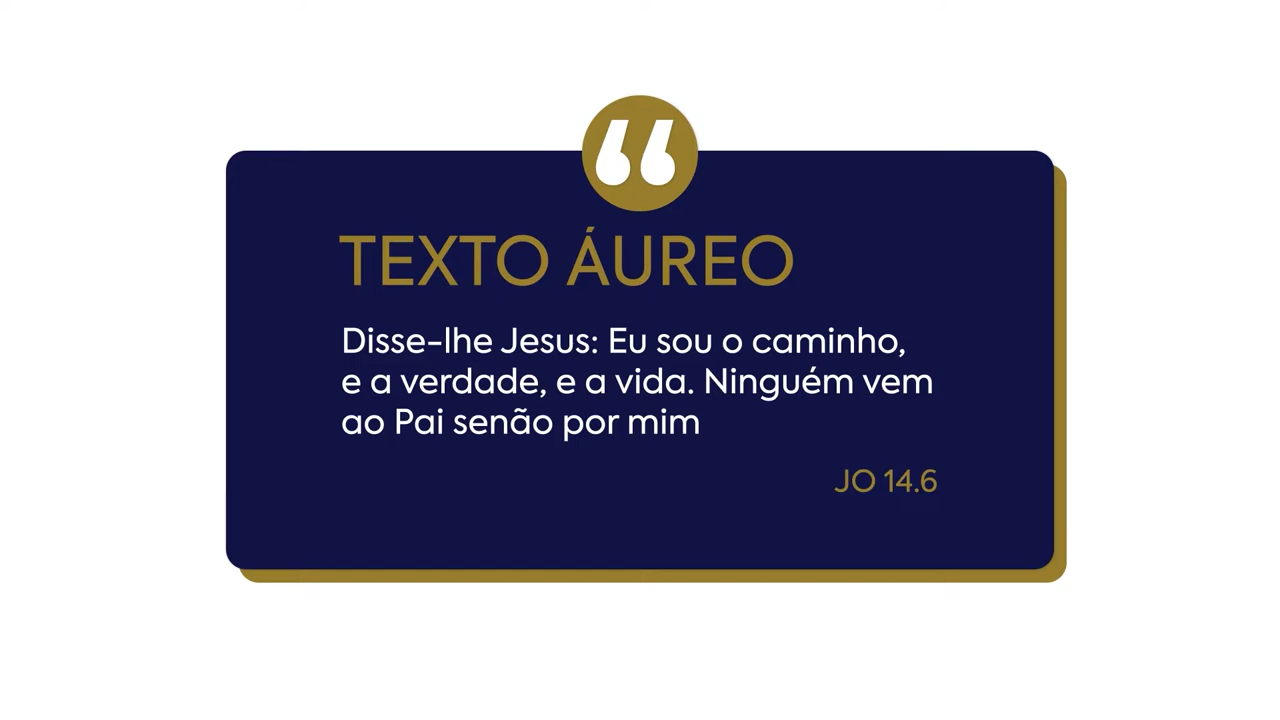 “
TEXTO ÁUREO
Disse-lhe Jesus: Eu sou o caminho,
e a verdade, e a vida. Ninguém vem
ao Pai senão por mim
JO 14.6